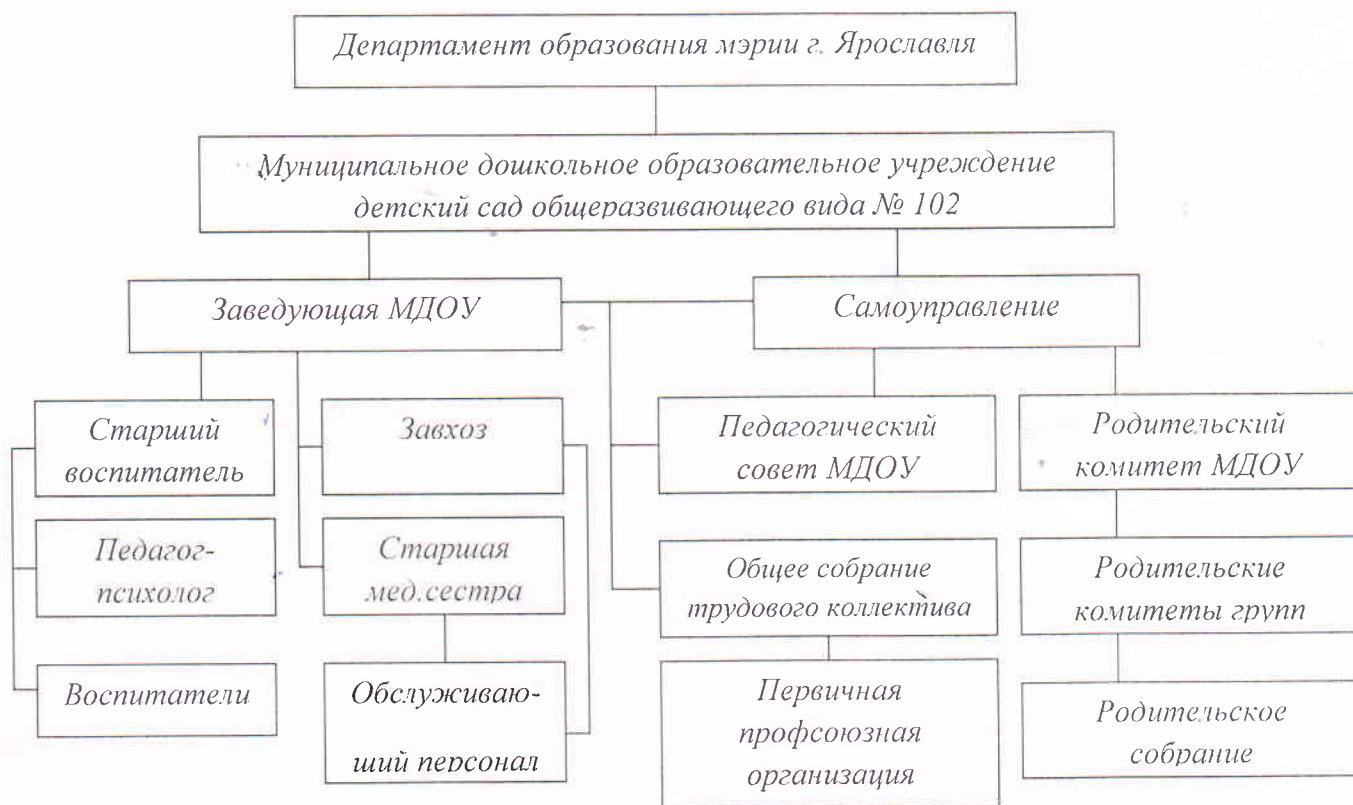 Департамент образования мэрии г. Ярославля
Муниципальное дошкольное образовательное учреждение
детский сад общеразвивающего вида № 102
Заведующая МДОУ
Самоуправление
Старший
воспитатель
Завхоз
Педагогический
совет МДОУ
Родительский
комитет МДОУ
Педагог-
психолог
Старшая
мед.сестра
Общее собрание
трудового коллектива
Родительские
комитеты групп
Воспитатели
Обслуживаю-
ший персонал
Первичная
профсоюзная
организация
Родительское
собрание